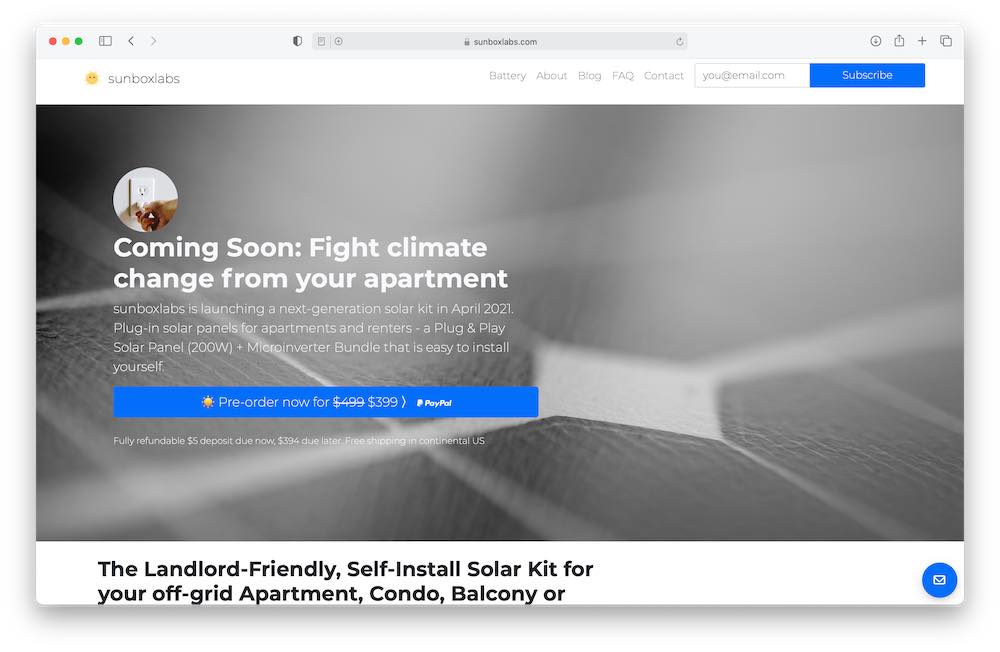 sunboxlabs.com
sunboxlabs
Battery About Blog FAQ Contact you@email.com Subscribe
Coming Soon: Fight climate
change from your apartment
sunboxlabs is launching a next-generation solar kit in April 2021.
Plug-in solar panels for apartments and renters - a Plug & Play
Solar Panel (200W) + Microinverter Bundle that is easy to install
yourself.
Pre-order now for $499 $399 ⟩ PayPal
Fully refundable $5 deposit due now, $394 due later. Free shipping in continental US
The Landlord-Friendly, Self-Install Solar Kit for
your off-grid Apartment, Condo, Balcony or